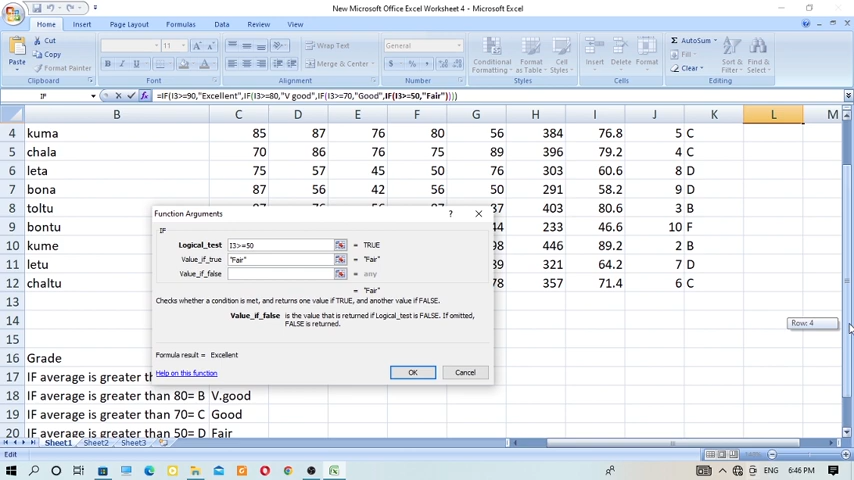 New Microsoft Office Excel Worksheet 4 - Microsoft Excel
Home Insert Page Layout Formulas Data Review View
Cut
Copy
Format Painter
Paste
Clipboard
11
Font
Wrap Text
Merge & Center
Alignment
General
Number
Conditional Formatting
Format as Table
Cell Styles
Styles
Insert Delete Format
Cells
AutoSum
Fill
Clear
Sort & Filter
Find & Select
Editing
IF =IF(I3>=90,"Excellent",IF(I3>=80,"V good",IF(I3>=70,"Good",IF(I3>=50,"Fair"))))
B C D E F G H I J K L M
4 kuma 85 87 76 80 56 384 76.8 5 C
5 chala 70 86 76 75 89 396 79.2 4 C
6 leta 75 57 45 50 76 303 60.6 8 D
7 bona 87 56 42 56 50 291 58.2 9 D
8 toltu 403 80.6 3 B
9 bontu 44 233 46.6 10 F
10 kume 98 446 89.2 2 B
11 letu 89 321 64.2 7 D
12 chaltu 78 357 71.4 6 C
13
14
15
16 Grade
17 IF average is greater th
18 IF average is greater than 80= B V.good
19 IF average is greater than 70= C Good
20 IF average is greater than 50= D Fair
Function Arguments
IF
Logical_test I3>=50 = TRUE
Value_if_true "Fair" = "Fair"
Value_if_false = any
= "Fair"
Checks whether a condition is met, and returns one value if TRUE, and another value if FALSE.
Value_if_false is the value that is returned if Logical_test is FALSE. If omitted,
FALSE is returned.
Formula result = Excellent
Help on this function
OK Cancel
Row: 4
Sheet1 Sheet2 Sheet3
Edit
ENG 6:46 PM